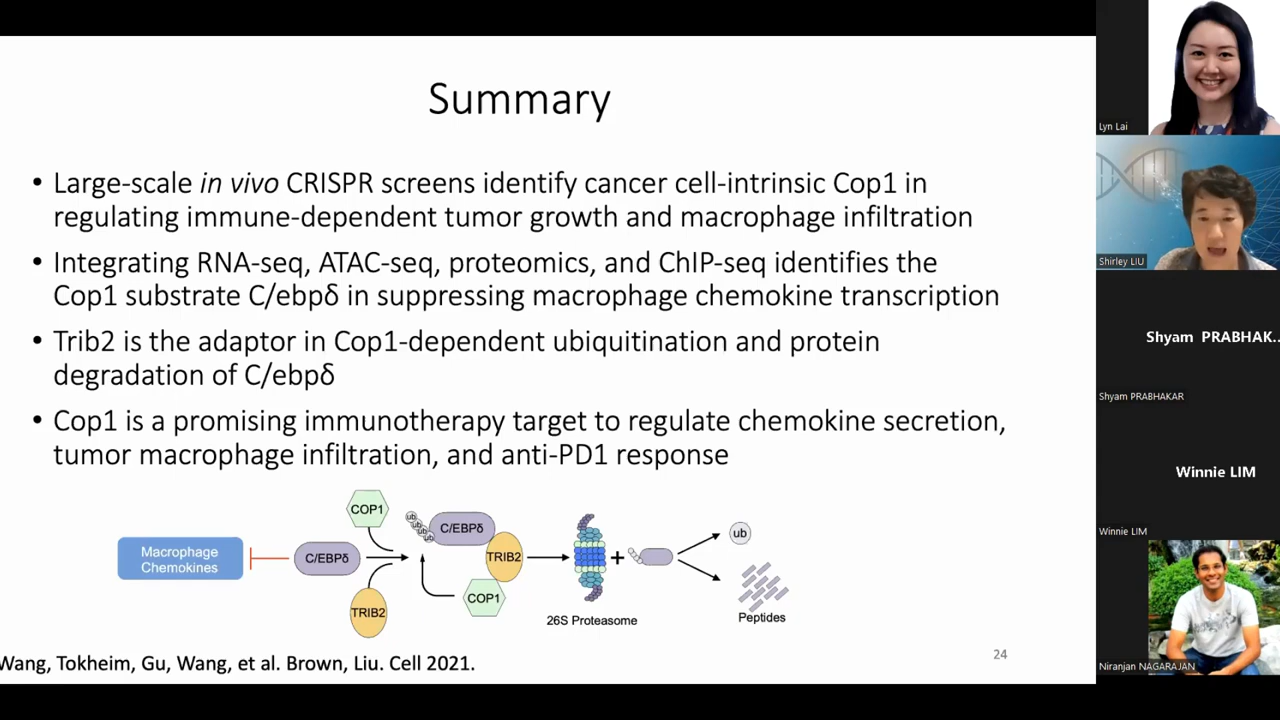 Summary
• Large-scale in vivo CRISPR screens identify cancer cell-intrinsic Cop1 in
regulating immune-dependent tumor growth and macrophage infiltration
• Integrating RNA-seq, ATAC-seq, proteomics, and ChIP-seq identifies the
Cop1 substrate C/ebpδ in suppressing macrophage chemokine transcription
• Trib2 is the adaptor in Cop1-dependent ubiquitination and protein
degradation of C/ebpδ
• Cop1 is a promising immunotherapy target to regulate chemokine secretion,
tumor macrophage infiltration, and anti-PD1 response
Macrophage
Chemokines
C/EBPδ
COP1
TRIB2
ub
ub
ub
ub
C/EBPδ
TRIB2
COP1
26S Proteasome
+
ub
Peptides
Wang, Tokheim, Gu, Wang, et al. Brown, Liu. Cell 2021.
24
Lyn Lai
Shirley LIU
Shyam PRABHAK...
Shyam PRABHAKAR
Winnie LIM
Winnie LIM
Niranjan NAGARAJAN